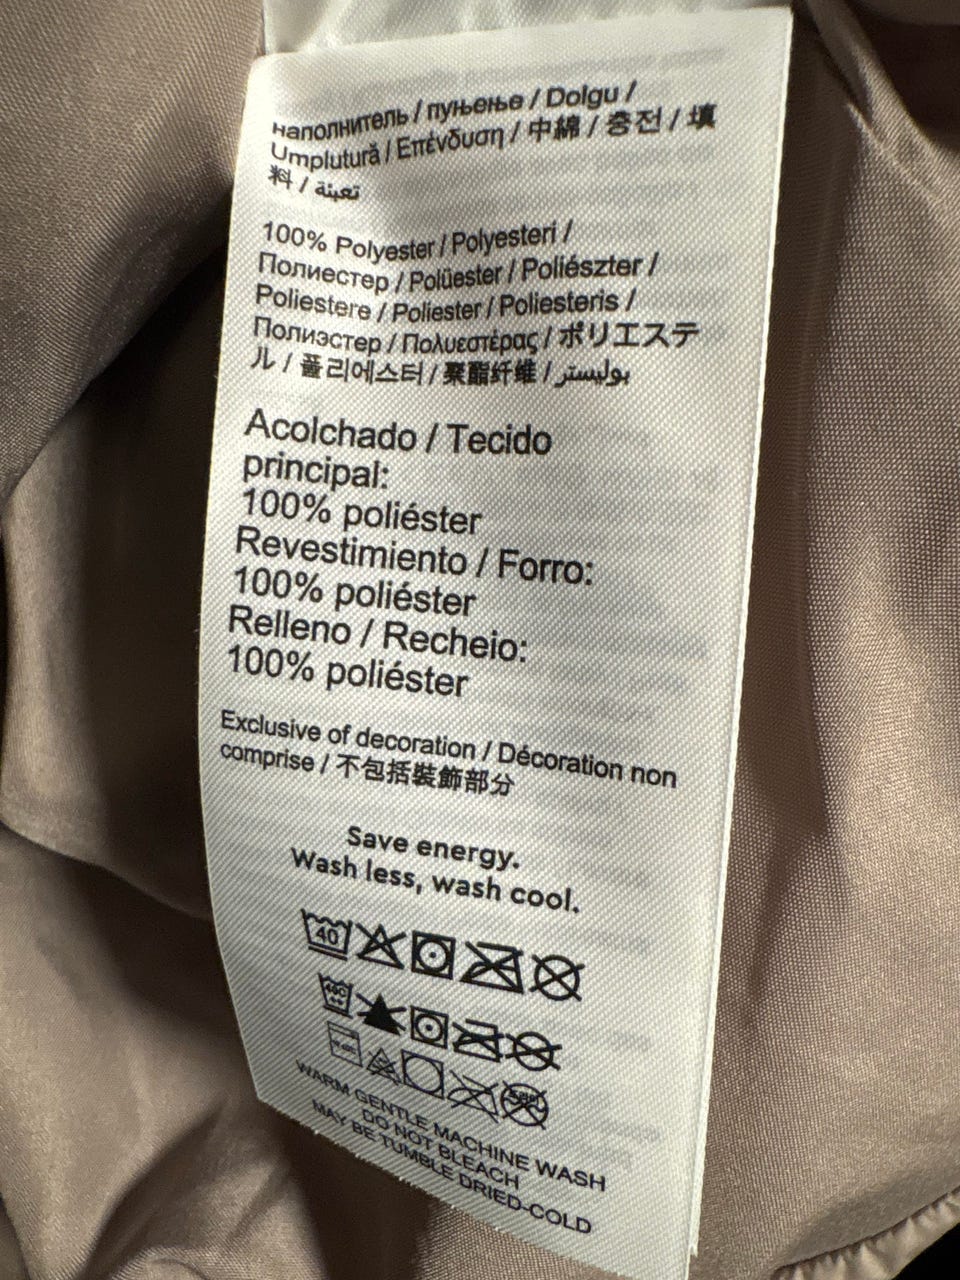 наполнитель / пуњење / Dolgu /
Umplutură / Επένδυση / 中綿 / 충전 / 填
料 / تعبئة
100% Polyester / Polyesteri /
Полиестер / Polüester / Poliészter /
Poliestere / Poliester / Poliesteris /
Полиэстер / Πολυεστέρας / ポリエステ
ル / 폴리에스터 / 聚酯纤维 / بوليستر
Acolchado / Tecido
principal:
100% poliéster
Revestimiento / Forro:
100% poliéster
Relleno / Recheio:
100% poliéster
Exclusive of decoration / Décoration non
comprise / 不包括裝飾部分
Save energy.
Wash less, wash cool.
40
WARM GENTLE MACHINE WASH
DO NOT BLEACH
MAY BE TUMBLE DRIED-COLD